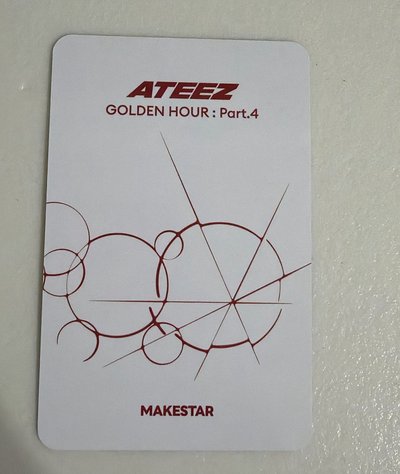 ATEEZ
GOLDEN HOUR : Part.4
MAKESTAR